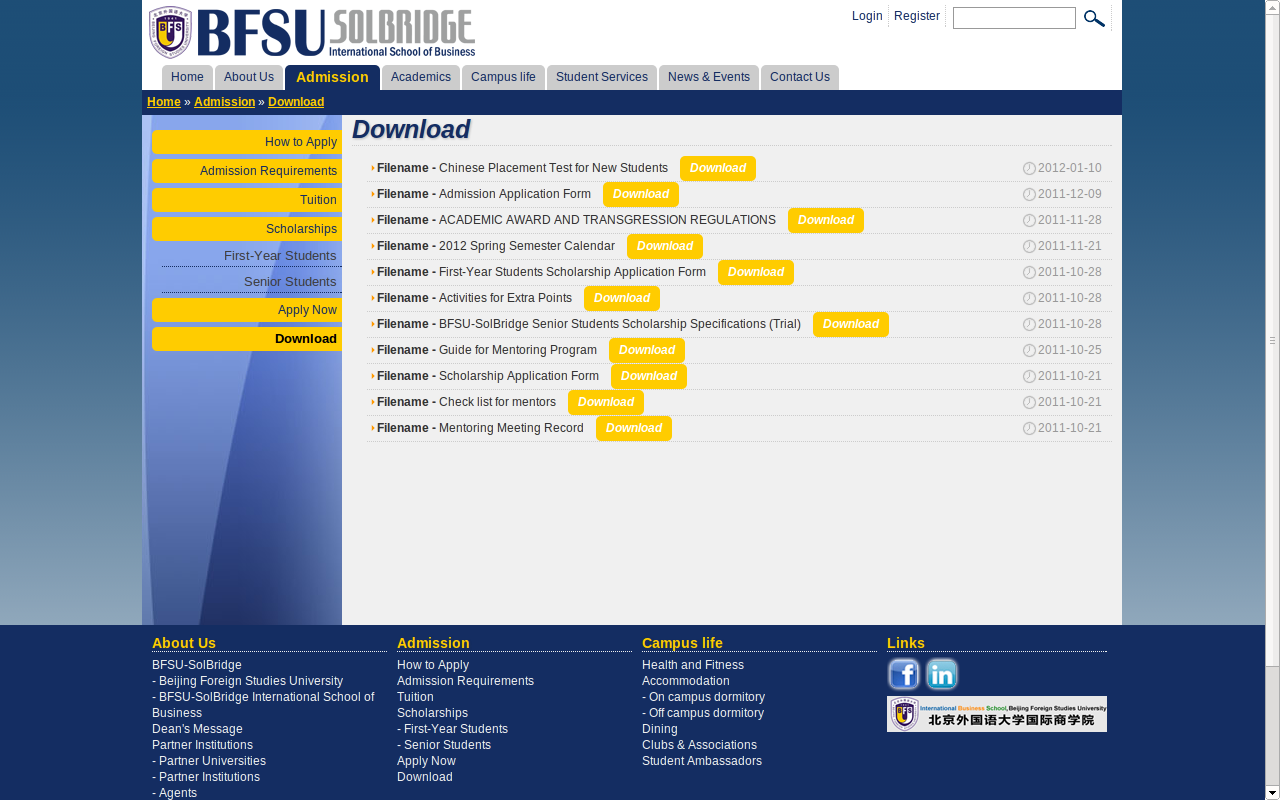 BFSU SOLBRIDGE
International School of Business
Login Register
Home About Us Admission Academics Campus life Student Services News & Events Contact Us
Home » Admission » Download
How to Apply
Admission Requirements
Tuition
Scholarships
First-Year Students
Senior Students
Apply Now
Download
Download
Filename - Chinese Placement Test for New Students Download 2012-01-10
Filename - Admission Application Form Download 2011-12-09
Filename - ACADEMIC AWARD AND TRANSGRESSION REGULATIONS Download 2011-11-28
Filename - 2012 Spring Semester Calendar Download 2011-11-21
Filename - First-Year Students Scholarship Application Form Download 2011-10-28
Filename - Activities for Extra Points Download 2011-10-28
Filename - BFSU-SolBridge Senior Students Scholarship Specifications (Trial) Download 2011-10-28
Filename - Guide for Mentoring Program Download 2011-10-25
Filename - Scholarship Application Form Download 2011-10-21
Filename - Check list for mentors Download 2011-10-21
Filename - Mentoring Meeting Record Download 2011-10-21
About Us
BFSU-SolBridge
- Beijing Foreign Studies University
- BFSU-SolBridge International School of
Business
Dean's Message
Partner Institutions
- Partner Universities
- Partner Institutions
- Agents
Admission
How to Apply
Admission Requirements
Tuition
Scholarships
- First-Year Students
- Senior Students
Apply Now
Download
Campus life
Health and Fitness
Accommodation
- On campus dormitory
- Off campus dormitory
Dining
Clubs & Associations
Student Ambassadors
Links
International Business School,Beijing Foreign Studies University
北京外国语大学国际商学院